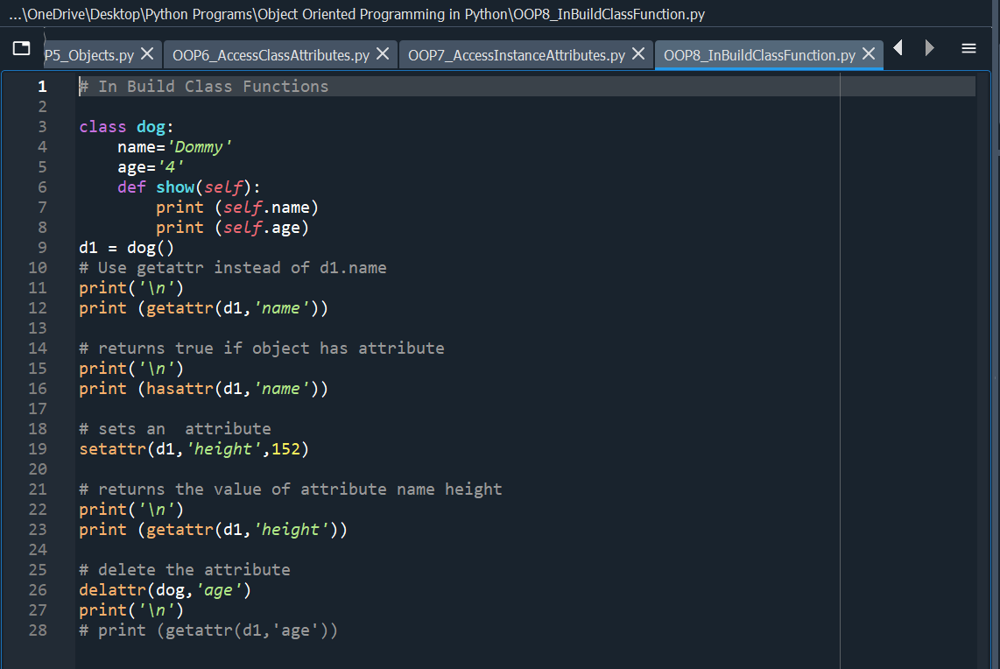 ...\OneDrive\Desktop\Python Programs\Object Oriented Programming in Python\OOP8_InBuildClassFunction.py
P5_Objects.py OOP6_AccessClassAttributes.py OOP7_AccessInstanceAttributes.py OOP8_InBuildClassFunction.py
1 # In Build Class Functions
2
3 class dog:
4     name='Dommy'
5     age='4'
6     def show(self):
7         print (self.name)
8         print (self.age)
9 d1 = dog()
10 # Use getattr instead of d1.name
11 print('\n')
12 print (getattr(d1,'name'))
13
14 # returns true if object has attribute
15 print('\n')
16 print (hasattr(d1,'name'))
17
18 # sets an  attribute
19 setattr(d1,'height',152)
20
21 # returns the value of attribute name height
22 print('\n')
23 print (getattr(d1,'height'))
24
25 # delete the attribute
26 delattr(dog,'age')
27 print('\n')
28 # print (getattr(d1,'age'))